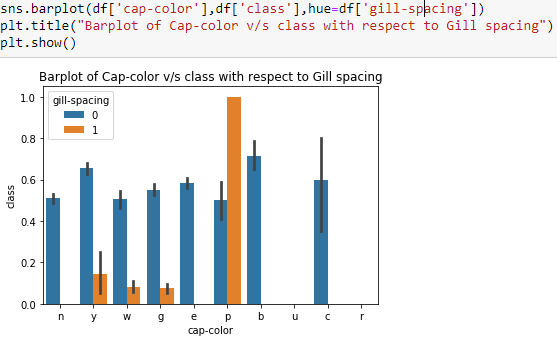 sns.barplot(df['cap-color'],df['class'],hue=df['gill-spacing'])
plt.title("Barplot of Cap-color v/s class with respect to Gill spacing")
plt.show()
Barplot of Cap-color v/s class with respect to Gill spacing
gill-spacing
0
1
1.0
0.8
0.6
0.4
0.2
0.0
class
n y w g e p b u c r
cap-color